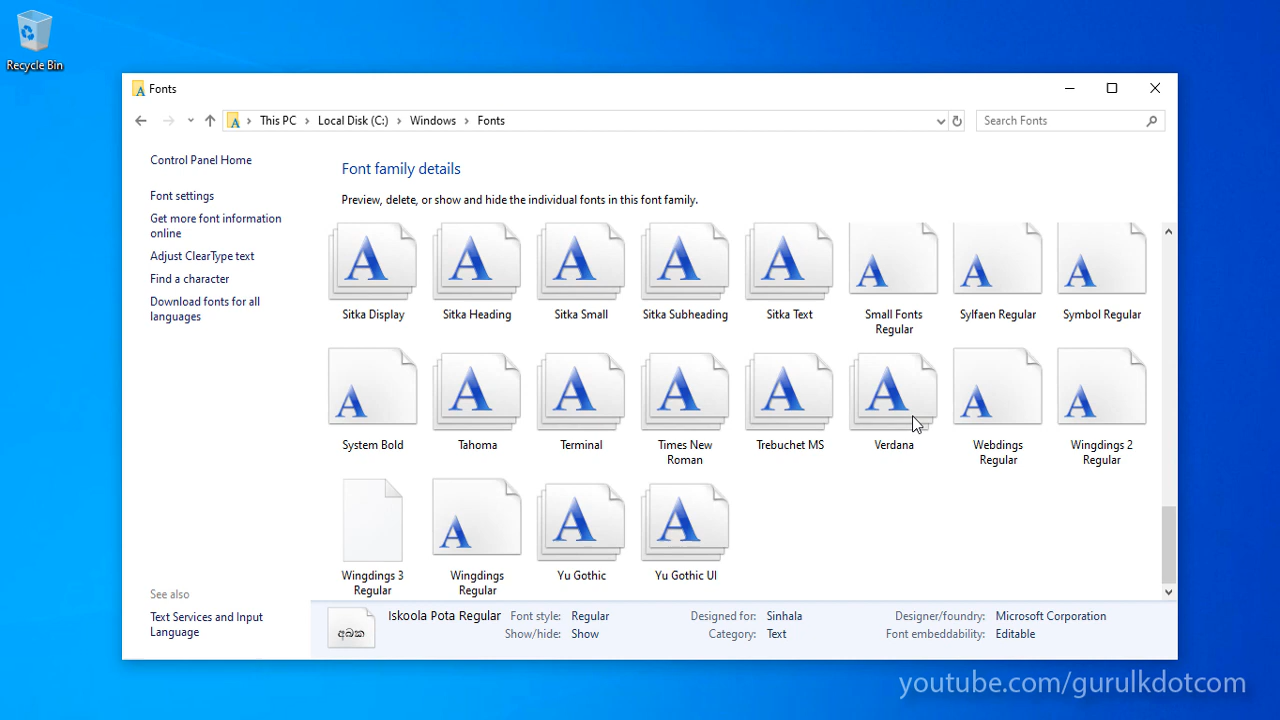 Recycle Bin
Fonts
This PC
Local Disk (C:)
Windows
Fonts
Search Fonts
Control Panel Home
Font settings
Get more font information
online
Adjust ClearType text
Find a character
Download fonts for all
languages
See also
Text Services and Input
Language
Font family details
Preview, delete, or show and hide the individual fonts in this font family.
Sitka Display
Sitka Heading
Sitka Small
Sitka Subheading
Sitka Text
Small Fonts
Regular
Sylfaen Regular
Symbol Regular
System Bold
Tahoma
Terminal
Times New
Roman
Trebuchet MS
Verdana
Webdings
Regular
Wingdings 2
Regular
Wingdings 3
Regular
Wingdings
Regular
Yu Gothic
Yu Gothic UI
අබක
Iskoola Pota Regular
Font style: Regular
Show/hide: Show
Designed for: Sinhala
Category: Text
Designer/foundry: Microsoft Corporation
Font embeddability: Editable
youtube.com/gurulkdotcom